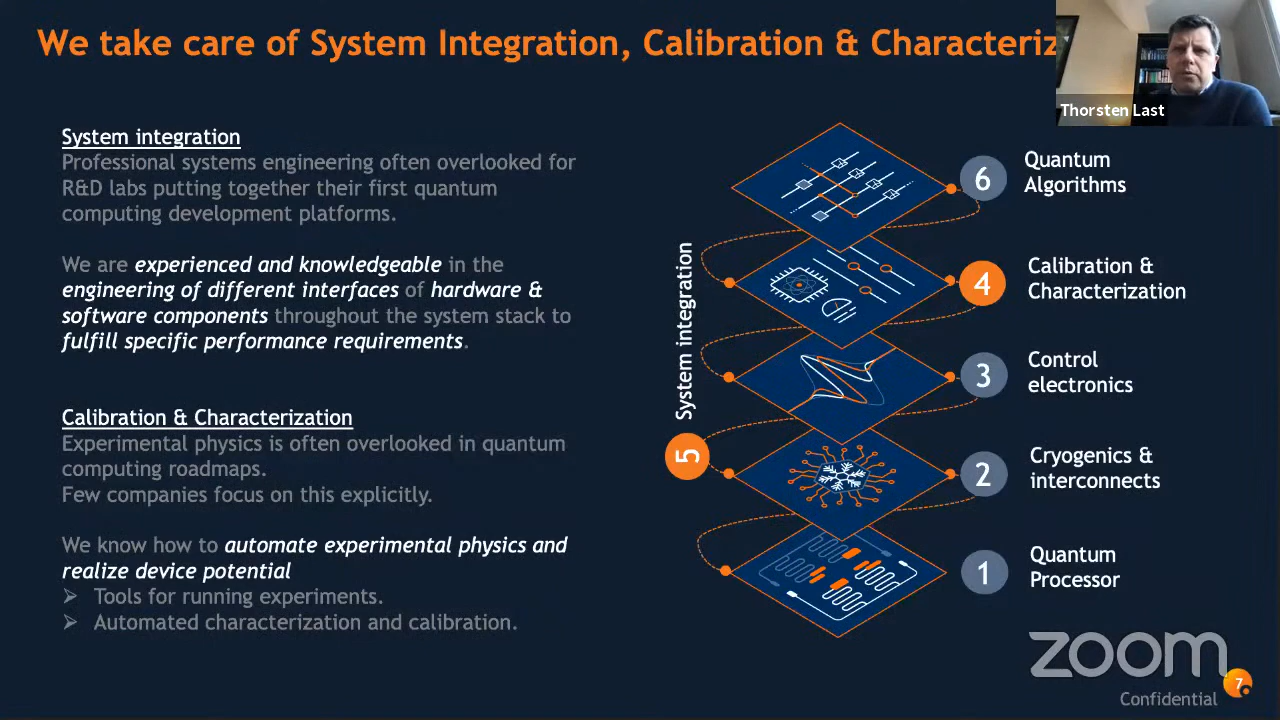 We take care of System Integration, Calibration & Characteriz
Thorsten Last
System integration
Professional systems engineering often overlooked for
R&D labs putting together their first quantum
computing development platforms.
We are experienced and knowledgeable in the
engineering of different interfaces of hardware &
software components throughout the system stack to
fulfill specific performance requirements.
Calibration & Characterization
Experimental physics is often overlooked in quantum
computing roadmaps.
Few companies focus on this explicitly.
We know how to automate experimental physics and
realize device potential
➢ Tools for running experiments.
➢ Automated characterization and calibration.
System integration
5
6
Quantum
Algorithms
4
Calibration &
Characterization
3
Control
electronics
2
Cryogenics &
interconnects
1
Quantum
Processor
zoom
7
Confidential